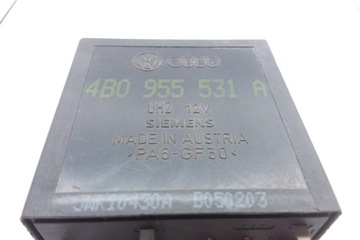 4B0 955 531 A
UHD 12V
SIEMENS
MADE IN AUSTRIA
>PA6-GF30<
5WK10430A B050203